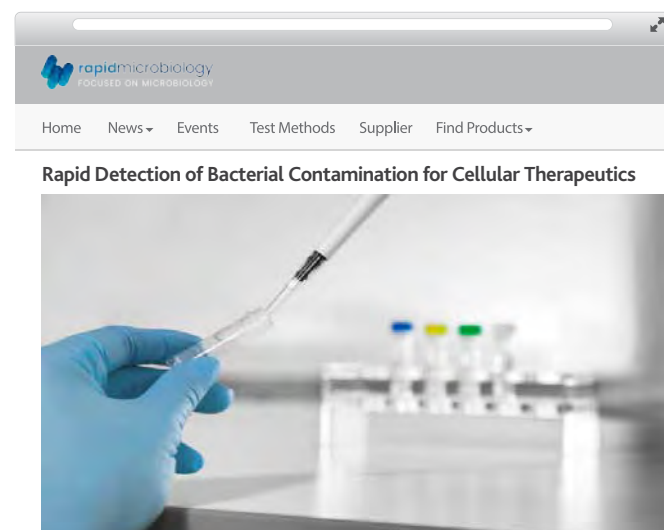 rapidmicrobiology
FOCUSED ON MICROBIOLOGY
Home News Events Test Methods Supplier Find Products
Rapid Detection of Bacterial Contamination for Cellular Therapeutics